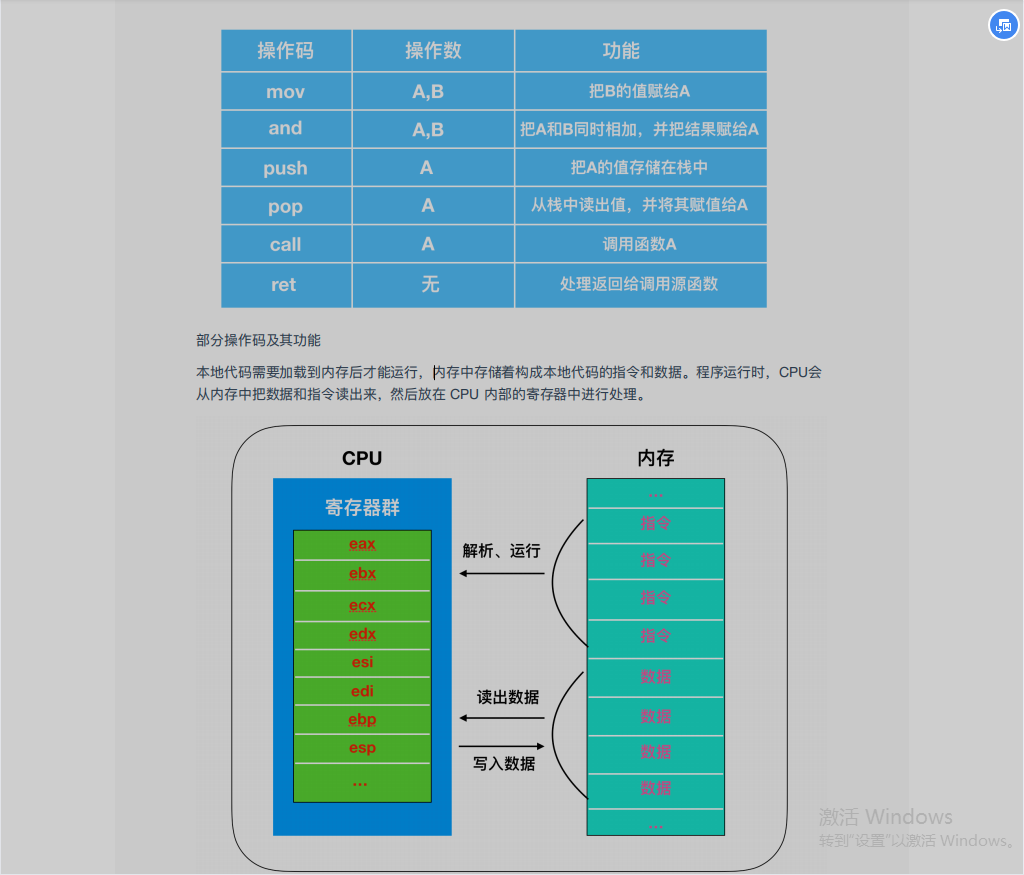 操作码 操作数 功能
mov A,B 把B的值赋给A
and A,B 把A和B同时相加，并把结果赋给A
push A 把A的值存储在栈中
pop A 从栈中读出值，并将其赋值给A
call A 调用函数A
ret 无 处理返回给调用源函数
部分操作码及其功能
本地代码需要加载到内存后才能运行，内存中存储着构成本地代码的指令和数据。程序运行时，CPU会
从内存中把数据和指令读出来，然后放在 CPU 内部的寄存器中进行处理。
CPU
寄存器群
eax
ebx
ecx
edx
esi
edi
ebp
esp
...
解析、运行
读出数据
写入数据
内存
...
指令
指令
指令
指令
数据
数据
数据
数据
...
激活 Windows
转到“设置”以激活 Windows。